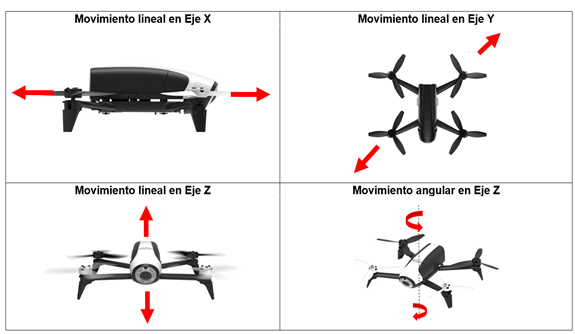 Movimiento lineal en Eje X
Movimiento lineal en Eje Y
Movimiento lineal en Eje Z
Movimiento angular en Eje Z